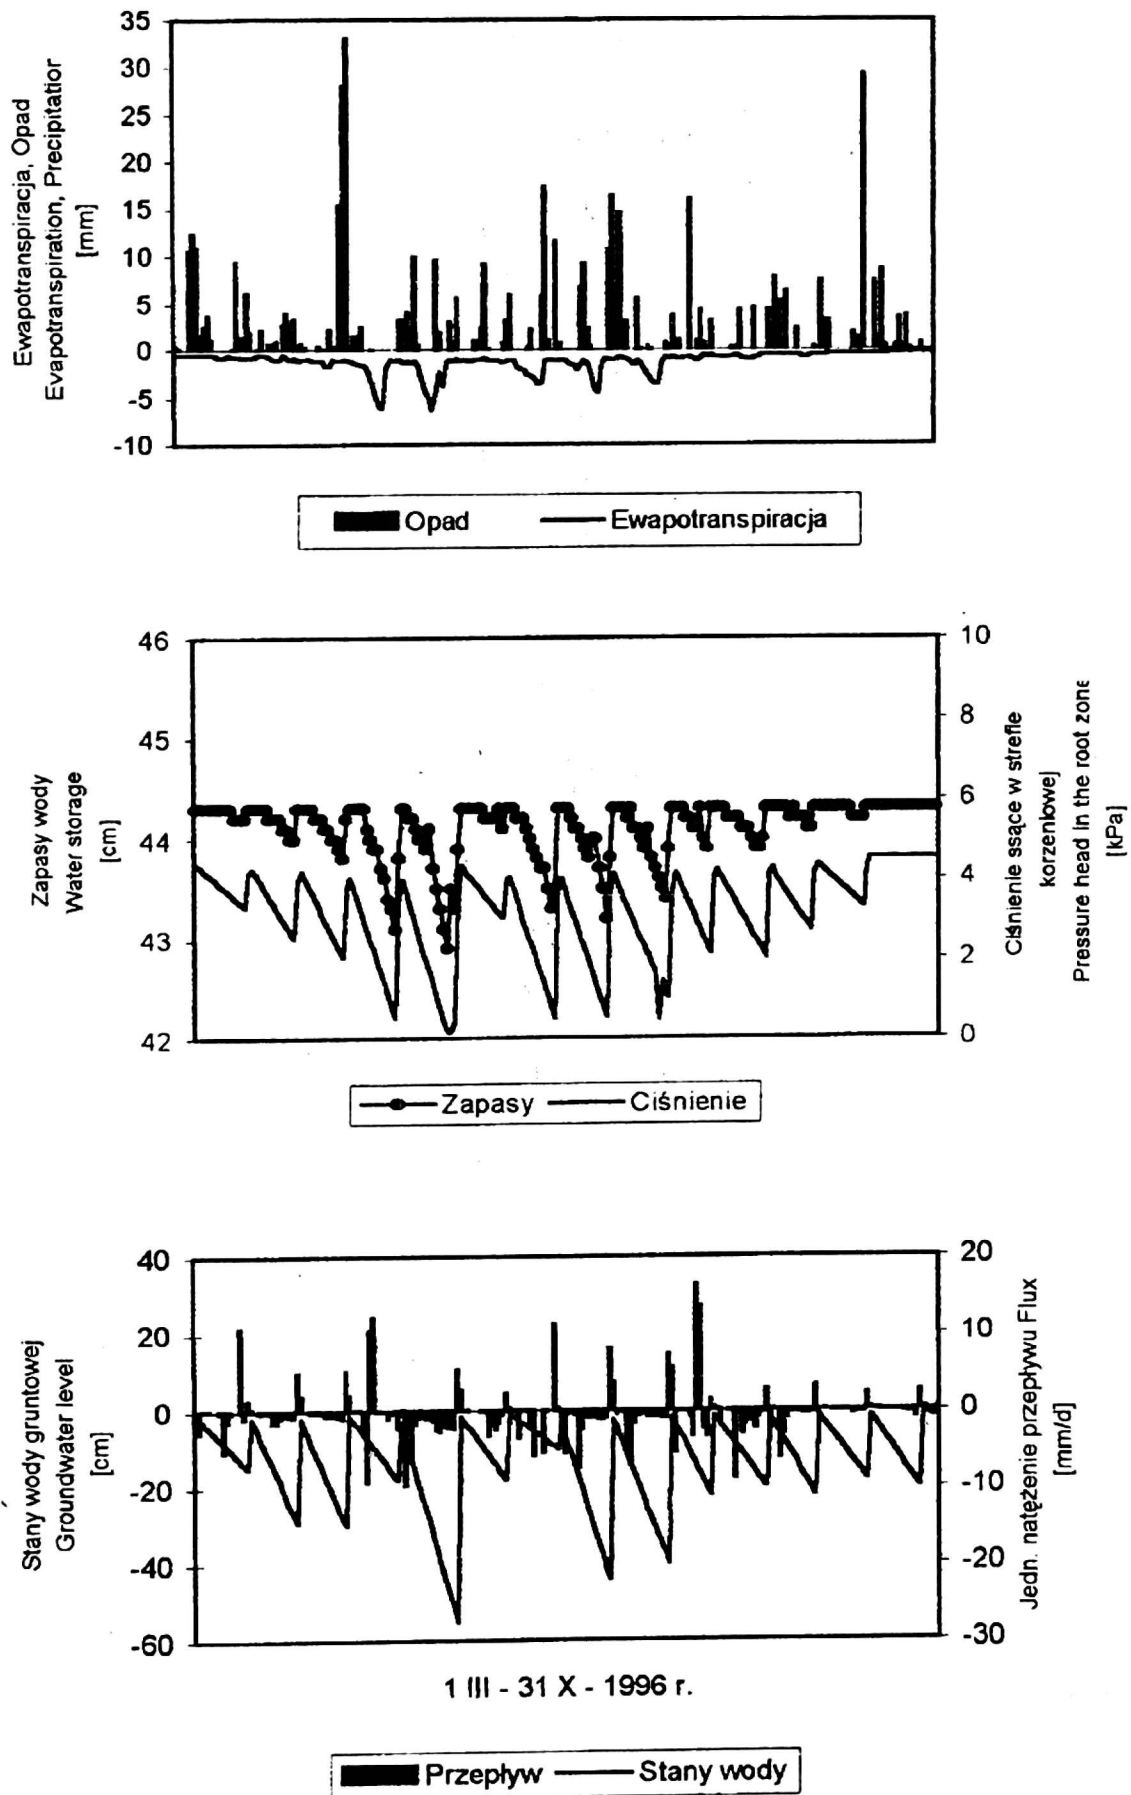 Ewapotranspiracja, Opad
Evapotranspiration, Precipitation
[mm]
35
30
25
20
15
10
5
0
-5
-10
Opad
Ewapotranspiracja
Zapasy wody
Water storage
[cm]
46
45
44
43
42
10
8
6
4
2
0
Ciśnienie ssące w strefie
korzeniowej
Pressure head in the root zone
[kPa]
Zapasy
Ciśnienie
Stany wody gruntowej
Groundwater level
[cm]
40
20
0
-20
-40
-60
20
10
0
-10
-20
-30
Jedn. natężenie przepływu Flux
[mm/d]
1 III - 31 X - 1996 r.
Przepływ
Stany wody